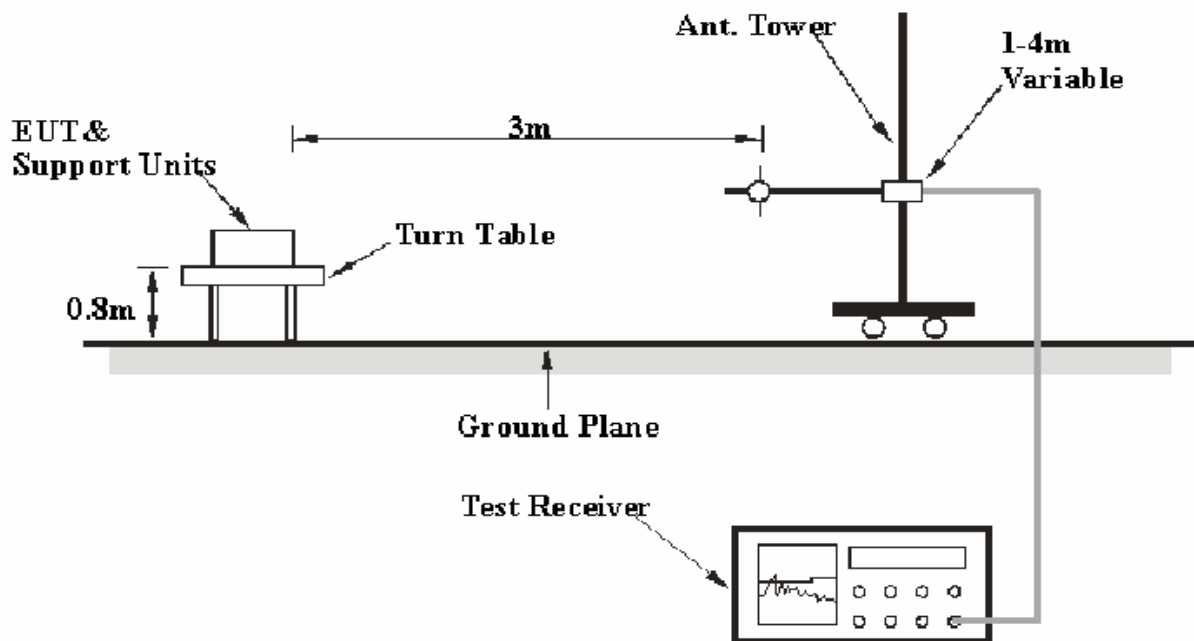 Ant. Tower
1-4m
Variable
EUT&
Support Units
3m
Turn Table
0.8m
Ground Plane
Test Receiver